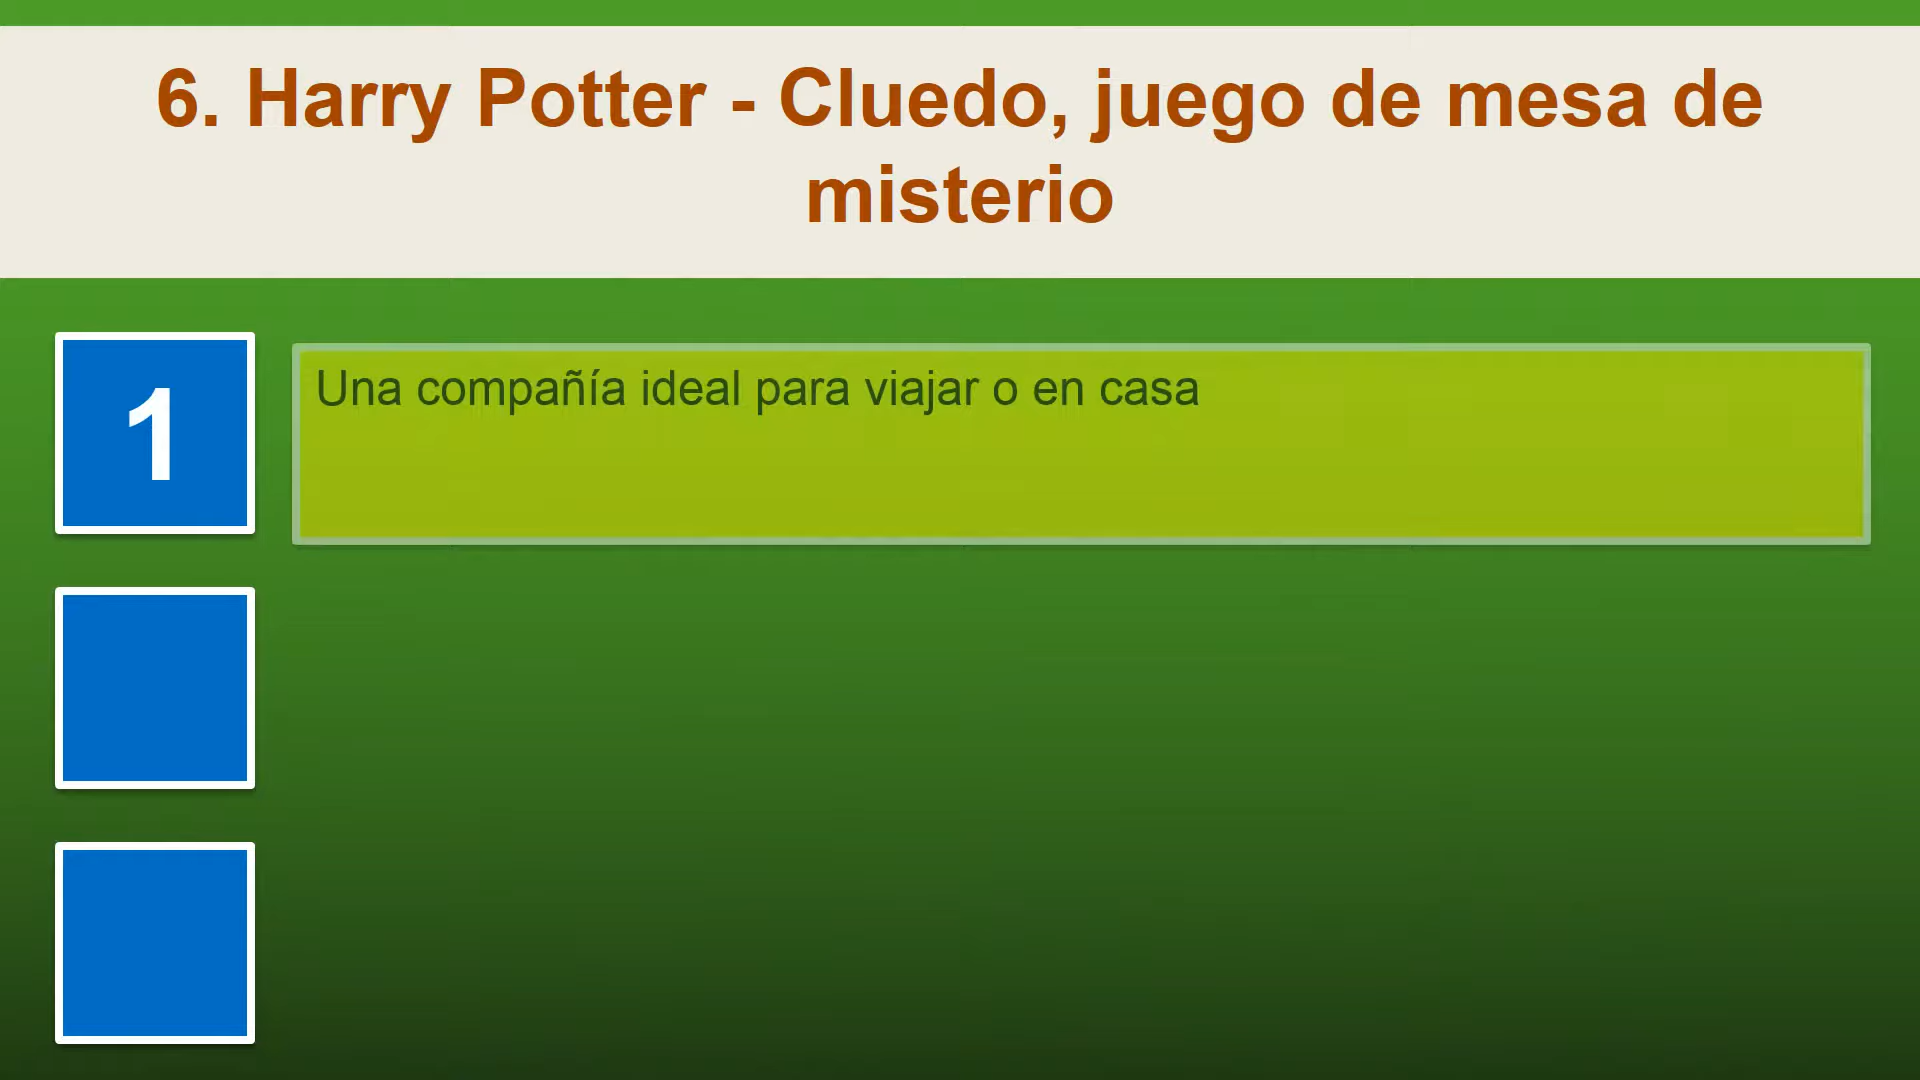 6. Harry Potter - Cluedo, juego de mesa de
misterio
1
Una compañía ideal para viajar o en casa